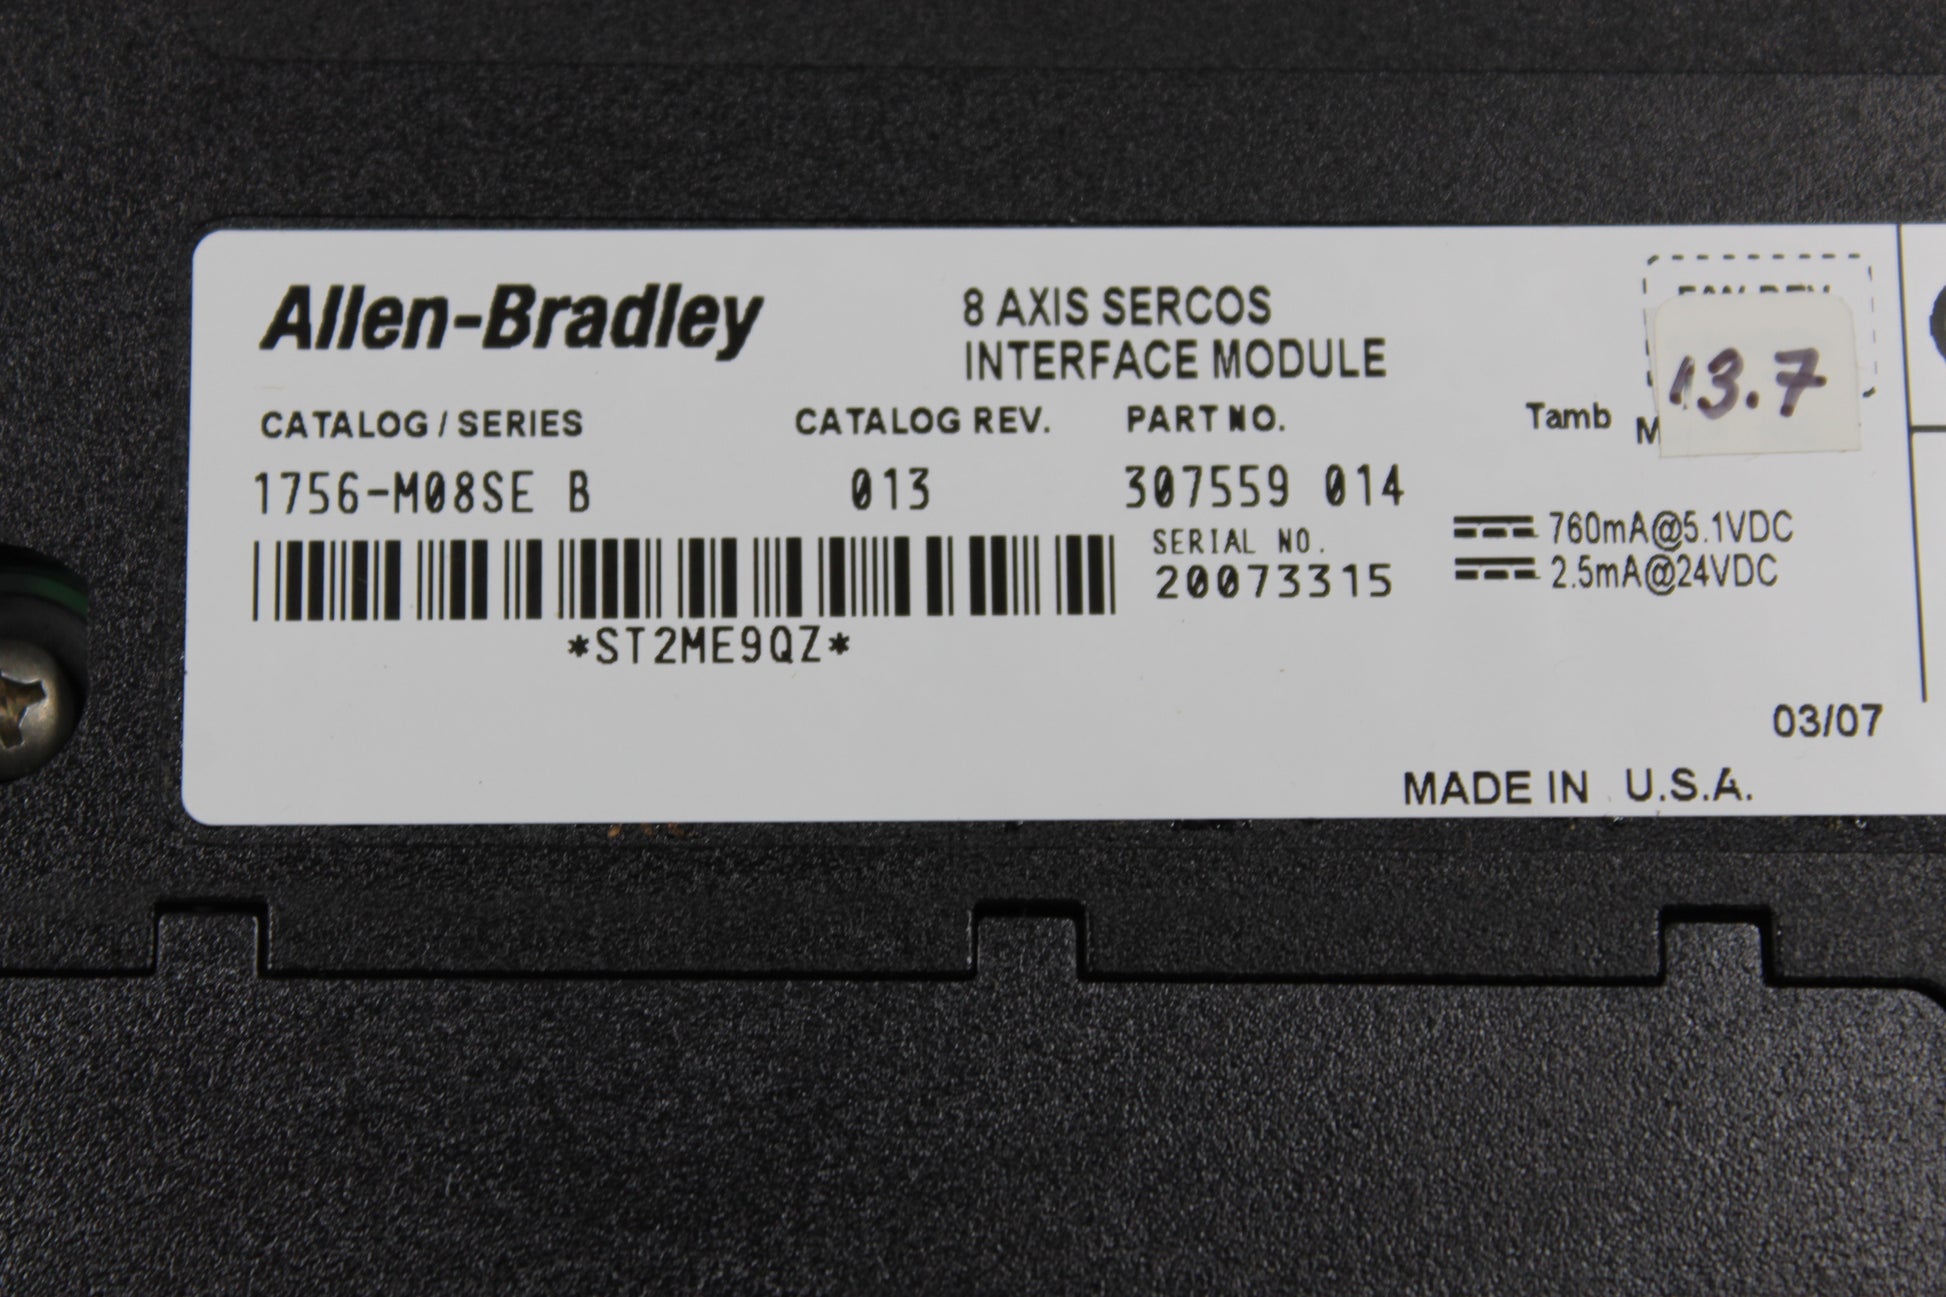 Allen-Bradley
8 AXIS SERCOS
INTERFACE MODULE
13.7
CATALOG / SERIES CATALOG REV. PART NO. Tamb
1756-M08SE B 013 307559 014
SERIAL NO.
20073315
760mA@5.1VDC
2.5mA@24VDC
*ST2ME9QZ*
03/07
MADE IN U.S.A.